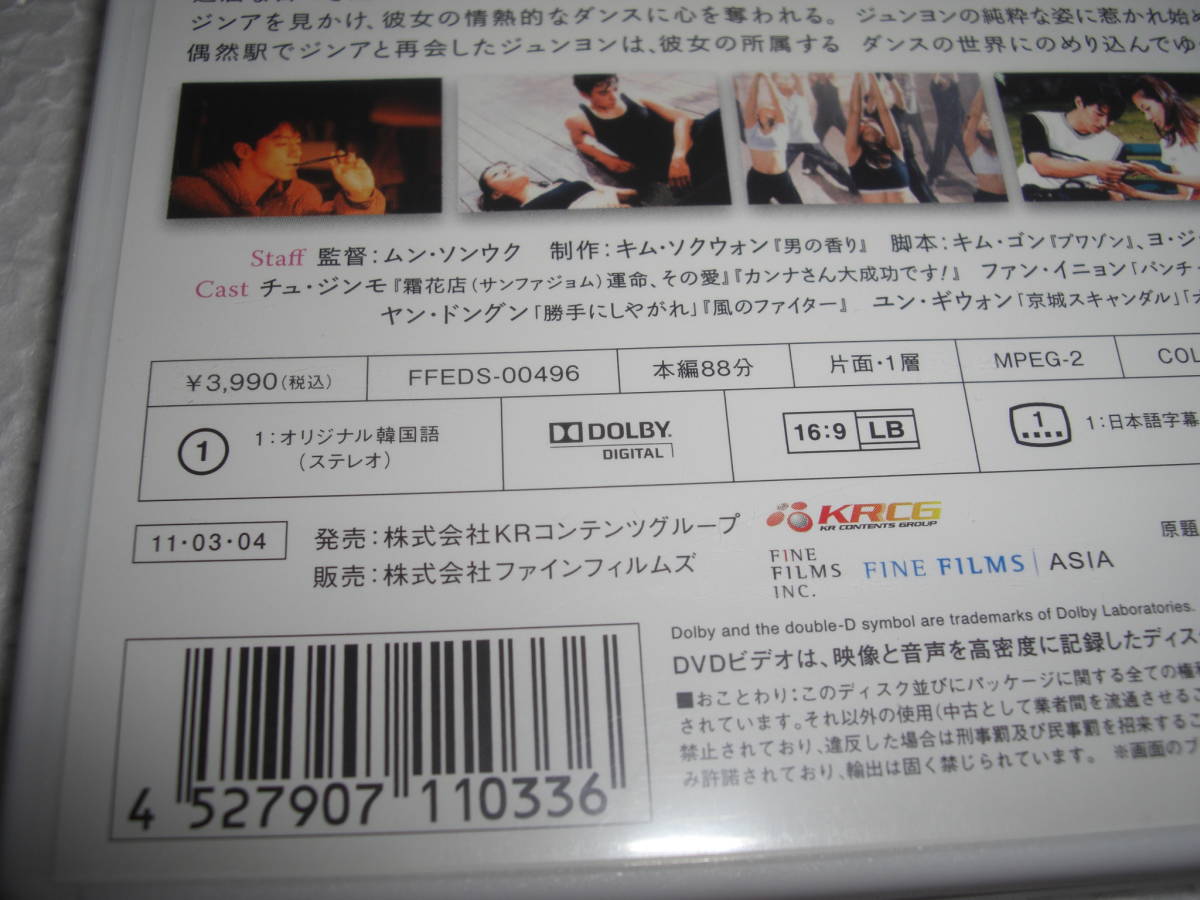 ジンアを見かけ、彼女の情熱的なダンスに心を奪われる。 ジュンヨンの純粋な姿に惹かれ始め
偶然駅でジンアと再会したジュンヨンは、彼女の所属する ダンスの世界にのめり込んでゆ
Staff 監督：ムン・ソンウク 制作：キム・ソクウォン『男の香り』 脚本：キム・ゴン『プワゾン』、ヨ・ジ
Cast チュ・ジンモ『霜花店(サンファジョム)運命、その愛』『カンナさん大成功です!』 ファン・イニョン「パンチ
ヤン・ドングン「勝手にしやがれ」『風のファイター』 ユン・ギウォン「京城スキャンダル」「オ
¥3,990(税込) FFEDS-00496 本編88分 片面・1層 MPEG-2 COL
1 1：オリジナル韓国語 DOLBY. 16:9 LB 1 1：日本語字幕
(ステレオ) DIGITAL
11・03・04 発売：株式会社KRコンテンツグループ KRCG
KR CONTENTS GROUP
原題
販売：株式会社ファインフィルムズ FINE FILMS INC. FINE FILMS ASIA
Dolby and the double-D symbol are trademarks of Dolby Laboratories.
DVDビデオは、映像と音声を高密度に記録したディス
■おことわり：このディスク並びにパッケージに関する全ての権利
されています。それ以外の使用(中古として業者間を流通させるこ
禁止されており、違反した場合は刑事罰及び民事罰を招来するこ
み許諾されており、輸出は固く禁じられています。 ※画面のプ
4 527907 110336